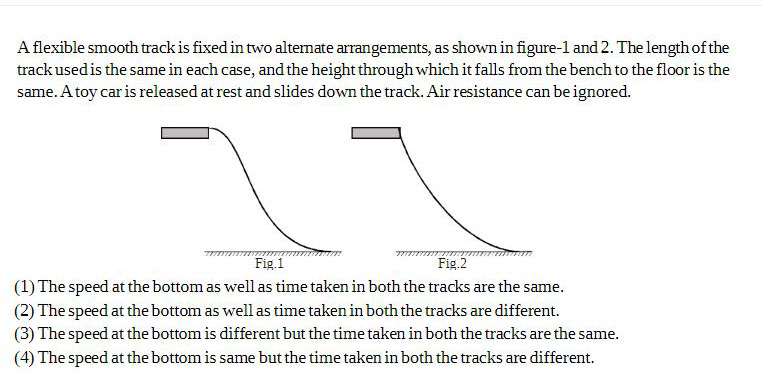 A flexible smooth track is fixed in two alternate arrangements, as shown in figure-1 and 2. The length of the
track used is the same in each case, and the height through which it falls from the bench to the floor is the
same. A toy car is released at rest and slides down the track. Air resistance can be ignored.
Fig.1 Fig.2
(1) The speed at the bottom as well as time taken in both the tracks are the same.
(2) The speed at the bottom as well as time taken in both the tracks are different.
(3) The speed at the bottom is different but the time taken in both the tracks are the same.
(4) The speed at the bottom is same but the time taken in both the tracks are different.